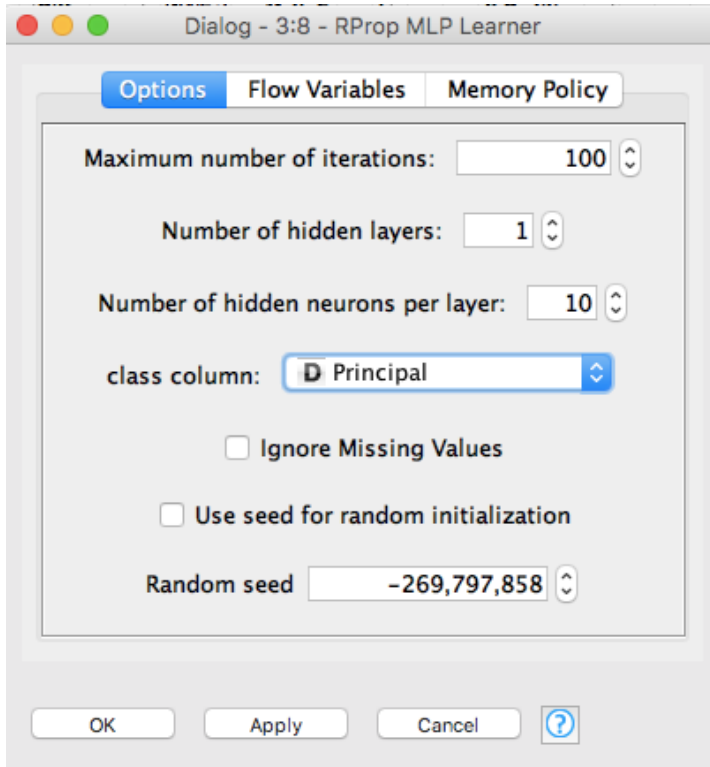 Dialog - 3:8 - RProp MLP Learner
Options Flow Variables Memory Policy
Maximum number of iterations: 100
Number of hidden layers: 1
Number of hidden neurons per layer: 10
class column: D Principal
Ignore Missing Values
Use seed for random initialization
Random seed -269,797,858
OK Apply Cancel ?